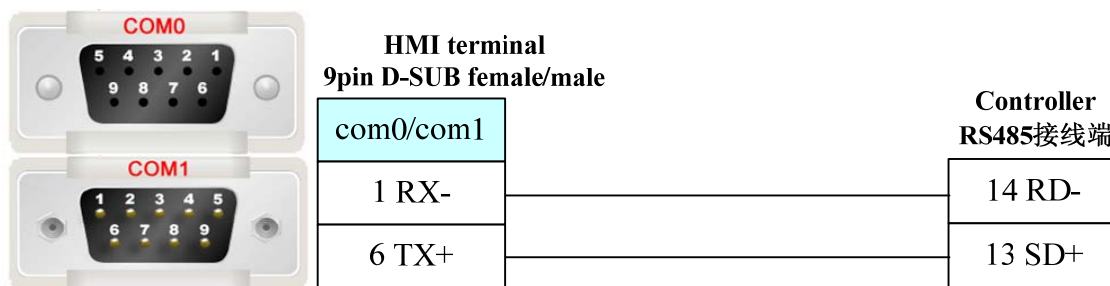 COM0
5 4 3 2 1
9 8 7 6
COM1
1 2 3 4 5
6 7 8 9
HMI terminal
9pin D-SUB female/male
com0/com1
1 RX-
6 TX+
Controller
RS485接线端
14 RD-
13 SD+